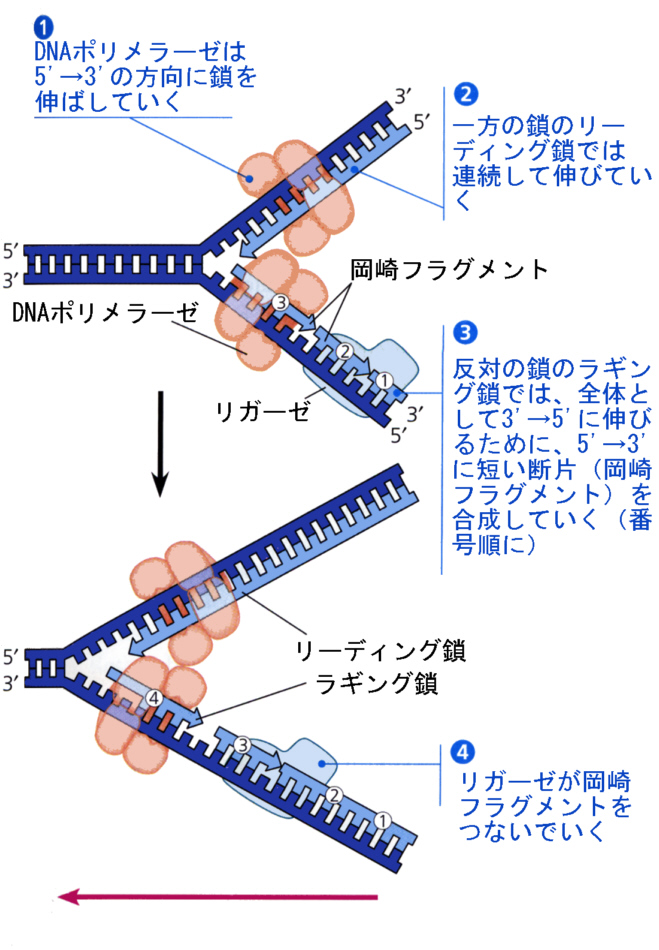 1
DNAポリメラーゼは
5'→3'の方向に鎖を
伸ばしていく
3'
5'
2
一方の鎖のリー
ディング鎖では
連続して伸びてい
く
5'
3'
岡崎フラグメント
DNAポリメラーゼ
③
②
①
リガーゼ
3'
5'
3
反対の鎖のラギン
グ鎖では、全体と
して3'→5'に伸び
るために、5'→3'
に短い断片（岡崎
フラグメント）を
合成していく（番
号順に）
リーディング鎖
ラギング鎖
5'
3'
④
③
②
①
4
リガーゼが岡崎
フラグメントを
つないでいく